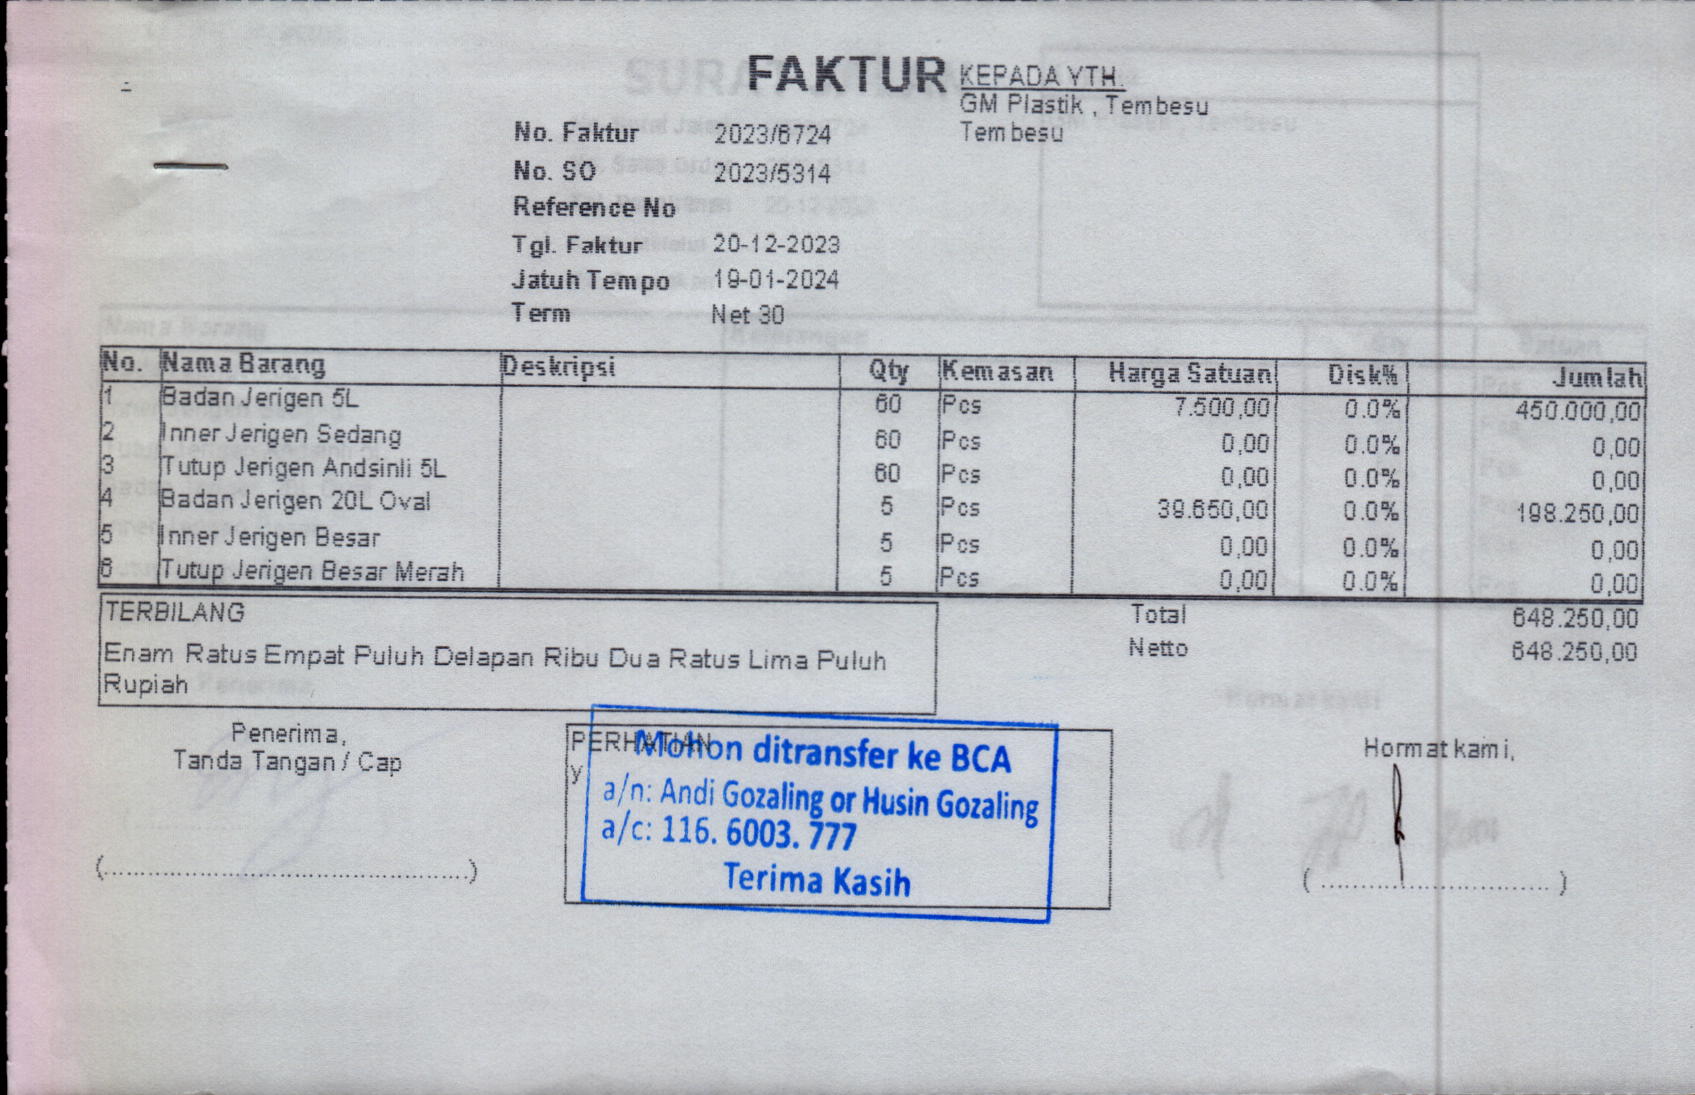 FAKTUR
KEPADA YTH.
GM Plastik , Tembesu
Tembesu
No. Faktur 2023/6724
No. SO 2023/5314
Reference No
Tgl. Faktur 20-12-2023
Jatuh Tempo 19-01-2024
Term Net 30
No. Nama Barang Deskripsi Qty Kemasan Harga Satuan Disk% Jumlah
1 Badan Jerigen 5L 60 Pcs 7.500,00 0.0% 450.000,00
2 Inner Jerigen Sedang 60 Pcs 0,00 0.0% 0,00
3 Tutup Jerigen Andsinli 5L 60 Pcs 0,00 0.0% 0,00
4 Badan Jerigen 20L Oval 5 Pcs 39.650,00 0.0% 198.250,00
5 Inner Jerigen Besar 5 Pcs 0,00 0.0% 0,00
6 Tutup Jerigen Besar Merah 5 Pcs 0,00 0.0% 0,00
TERBILANG
Enam Ratus Empat Puluh Delapan Ribu Dua Ratus Lima Puluh
Rupiah
Total 648.250,00
Netto 648.250,00
Penerima,
Tanda Tangan / Cap
(..........................................)
PERHATIAN
y
Mohon ditransfer ke BCA
a/n: Andi Gozaling or Husin Gozaling
a/c: 116. 6003. 777
Terima Kasih
Hormat kami,
(............................)